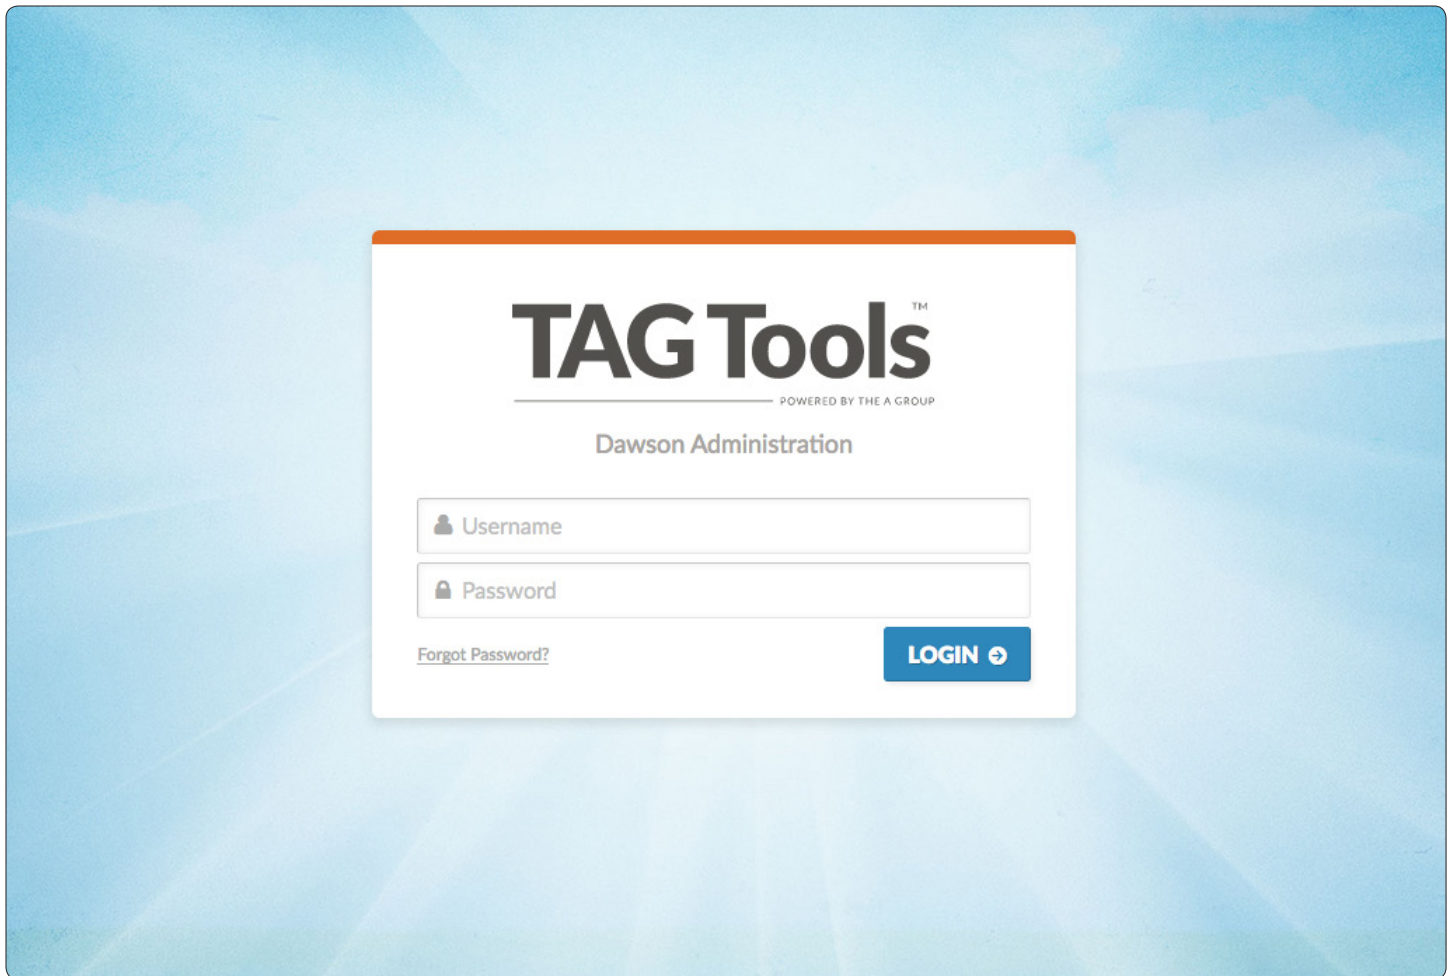 TAG Tools™
POWERED BY THE A GROUP
Dawson Administration
Username
Password
Forgot Password?
LOGIN